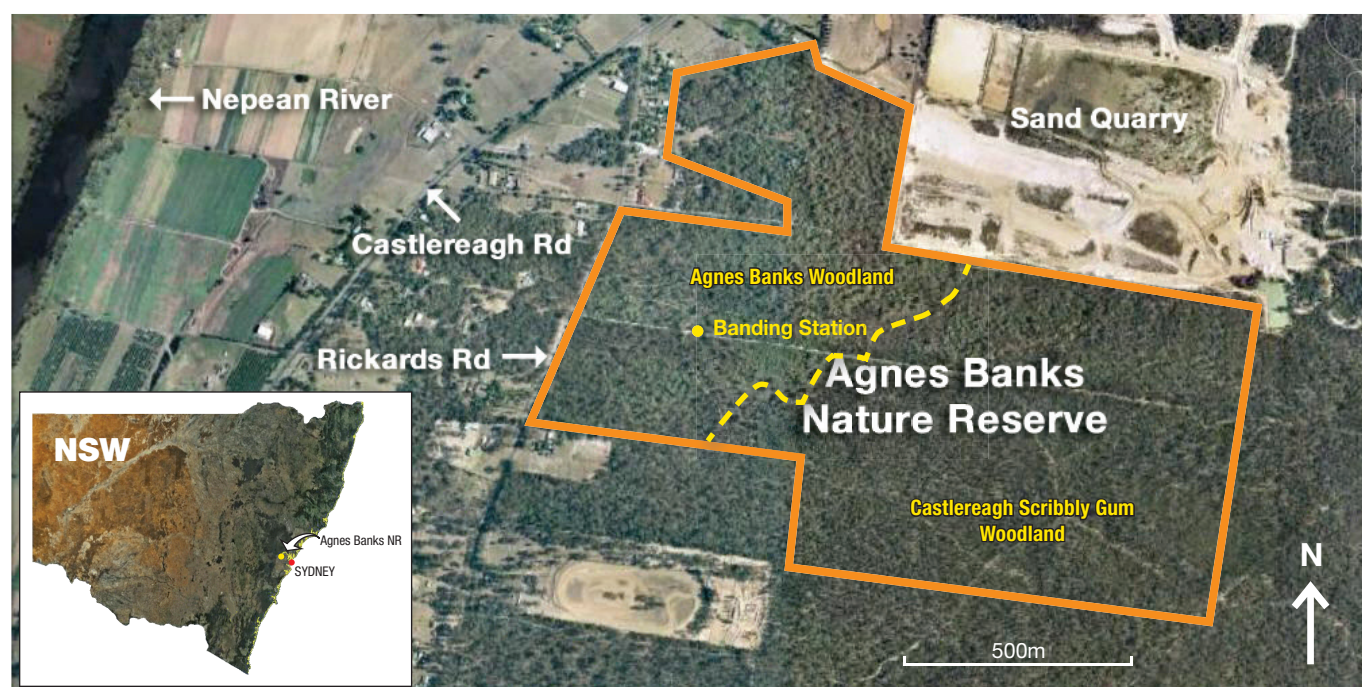 Nepean River
Sand Quarry
Castlereagh Rd
Agnes Banks Woodland
Banding Station
Rickards Rd
Agnes Banks
Nature Reserve
NSW
Castlereagh Scribbly Gum
Woodland
Agnes Banks NR
SYDNEY
N
500m